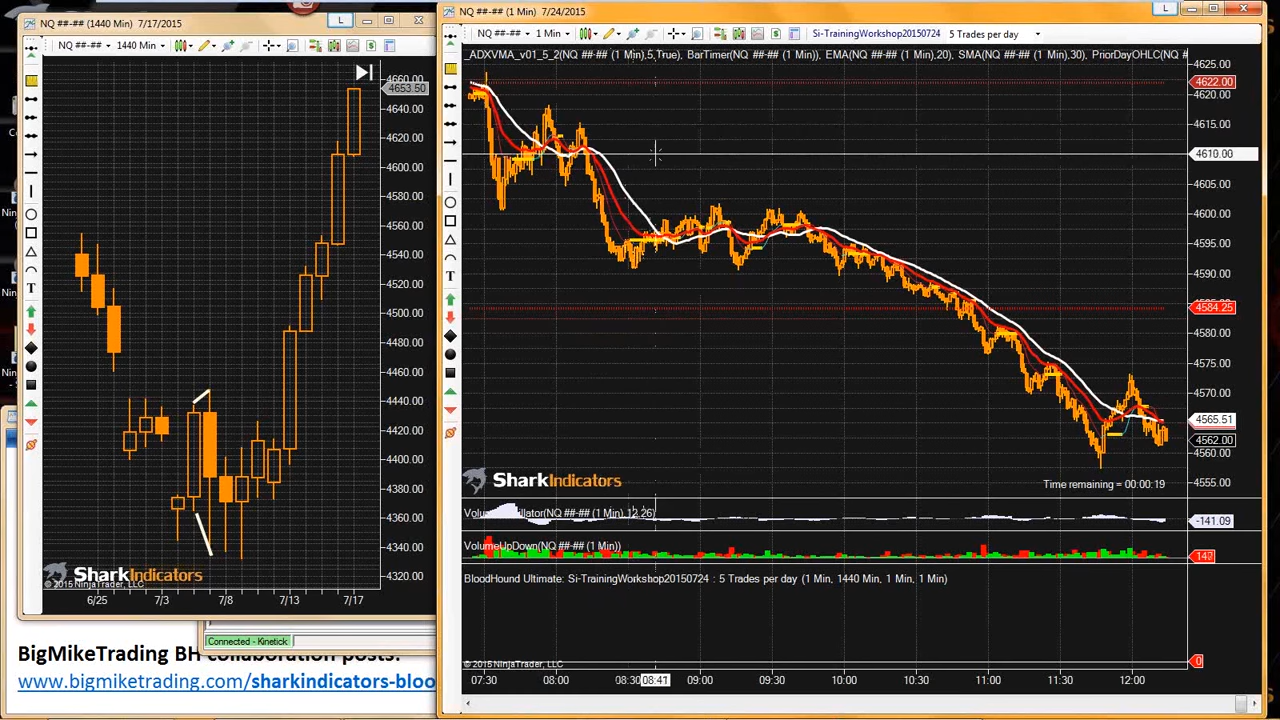 NQ ##-## (1440 Min) 7/17/2015
L
NQ ##-## 1440 Min
4660.00
4653.50
4640.00
4620.00
4600.00
4580.00
4560.00
4540.00
4520.00
4500.00
4480.00
4460.00
4440.00
4420.00
4400.00
4380.00
4360.00
4340.00
4320.00
T
SharkIndicators
© 2015 NinjaTrader, LLC
6/25 7/3 7/8 7/13 7/17
Connected - Kinetick
BigMikeTrading BH collaboration posts:
www.bigmiketrading.com/sharkindicators-bloo
NQ ##-## (1 Min) 7/24/2015
L
NQ ##-## 1 Min Si-TrainingWorkshop20150724 5 Trades per day
_ADXVMA_v01_5_2(NQ ##-## (1 Min),5,True), BarTime(NQ ##-## (1 Min)), EMA(NQ ##-## (1 Min),20), SMA(NQ ##-## (1 Min),30), PriorDayOHLC(NQ #
4625.00
4622.00
4620.00
4615.00
4610.00
4605.00
4600.00
4595.00
4590.00
4584.25
4580.00
4575.00
4570.00
4565.51
4562.00
4560.00
4555.00
T
SharkIndicators
Time remaining = 00:00:19
(NQ ##-## (1 Min),12,26)
-141.09
VolumeUpDown(NQ ##-## (1 Min))
140
BloodHound Ultimate: Si-TrainingWorkshop20150724 : 5 Trades per day (1 Min, 1440 Min, 1 Min, 1 Min)
© 2015 NinjaTrader, LLC
0
07:30 08:00 08:30 08:41 09:00 09:30 10:00 10:30 11:00 11:30 12:00